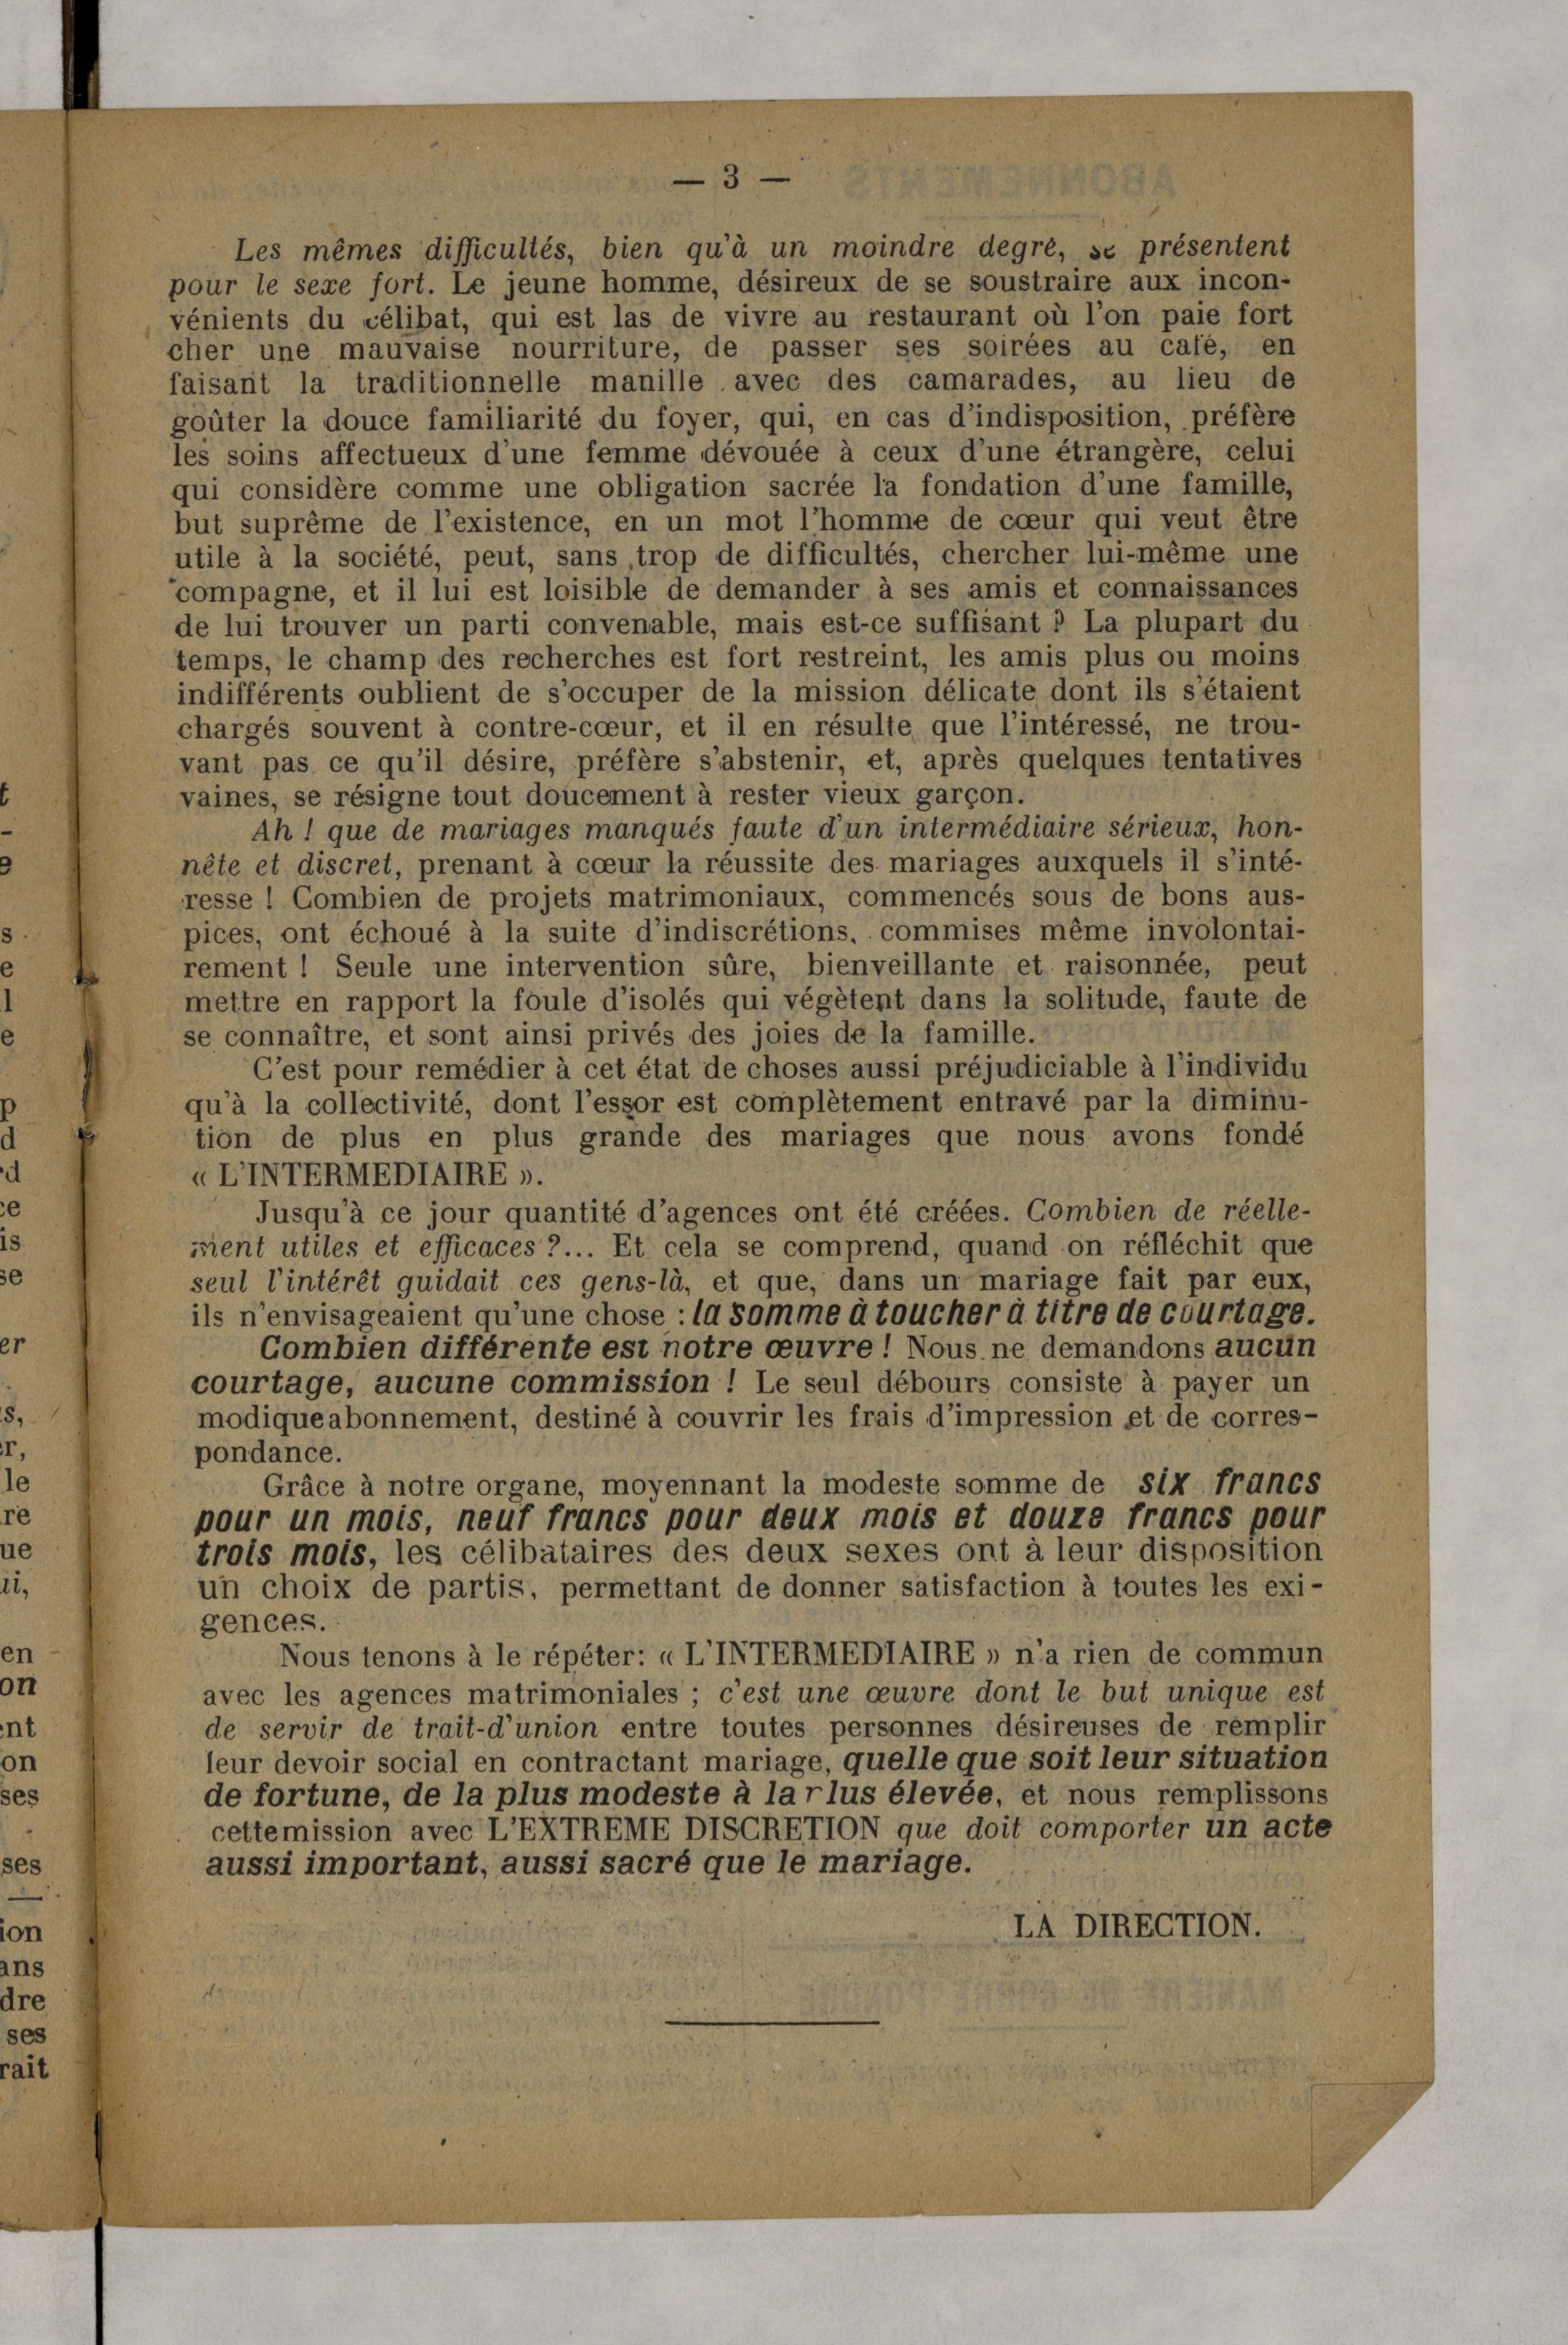 — 3 —
Les mêmes difficultés, bien qu'à un moindre degré, se présentent
pour le sexe fort. Le jeune homme, désireux de se soustraire aux incon-
vénients du célibat, qui est las de vivre au restaurant où l'on paie fort
cher une mauvaise nourriture, de passer ses soirées au café, en
faisant la traditionnelle manille avec des camarades, au lieu de
goûter la douce familiarité du foyer, qui, en cas d'indisposition, préfère
les soins affectueux d'une femme dévouée à ceux d'une étrangère, celui
qui considère comme une obligation sacrée la fondation d'une famille,
but suprême de l'existence, en un mot l'homme de cœur qui veut être
utile à la société, peut, sans trop de difficultés, chercher lui-même une
compagne, et il lui est loisible de demander à ses amis et connaissances
de lui trouver un parti convenable, mais est-ce suffisant ? La plupart du
temps, le champ des recherches est fort restreint, les amis plus ou moins
indifférents oublient de s'occuper de la mission délicate dont ils s'étaient
chargés souvent à contre-cœur, et il en résulte que l'intéressé, ne trou-
vant pas ce qu'il désire, préfère s'abstenir, et, après quelques tentatives
vaines, se résigne tout doucement à rester vieux garçon.
Ah ! que de mariages manqués faute d'un intermédiaire sérieux, hon-
nête et discret, prenant à cœur la réussite des mariages auxquels il s'inté-
resse ! Combien de projets matrimoniaux, commencés sous de bons aus-
pices, ont échoué à la suite d'indiscrétions, commises même involontai-
rement ! Seule une intervention sûre, bienveillante et raisonnée, peut
mettre en rapport la foule d'isolés qui végètent dans la solitude, faute de
se connaître, et sont ainsi privés des joies de la famille.
C'est pour remédier à cet état de choses aussi préjudiciable à l'individu
qu'à la collectivité, dont l'essor est complètement entravé par la diminu-
tion de plus en plus grande des mariages que nous avons fondé
« L'INTERMEDIAIRE ».
Jusqu'à ce jour quantité d'agences ont été créées. Combien de réelle-
ment utiles et efficaces ?... Et cela se comprend, quand on réfléchit que
seul l'intérêt guidait ces gens-là, et que, dans un mariage fait par eux,
ils n'envisageaient qu'une chose : la somme à toucher à titre de courtage.
Combien différente est notre œuvre ! Nous ne demandons aucun
courtage, aucune commission ! Le seul débours consiste à payer un
modique abonnement, destiné à couvrir les frais d'impression et de corres-
pondance.
Grâce à notre organe, moyennant la modeste somme de six francs
pour un mois, neuf francs pour deux mois et douze francs pour
trois mois, les célibataires des deux sexes ont à leur disposition
un choix de partis, permettant de donner satisfaction à toutes les exi-
gences.
Nous tenons à le répéter: « L'INTERMEDIAIRE » n'a rien de commun
avec les agences matrimoniales ; c'est une œuvre dont le but unique est
de servir de trait-d'union entre toutes personnes désireuses de remplir
leur devoir social en contractant mariage, quelle que soit leur situation
de fortune, de la plus modeste à la rlus élevée, et nous remplissons
cette mission avec L'EXTREME DISCRETION que doit comporter un acte
aussi important, aussi sacré que le mariage.
LA DIRECTION.